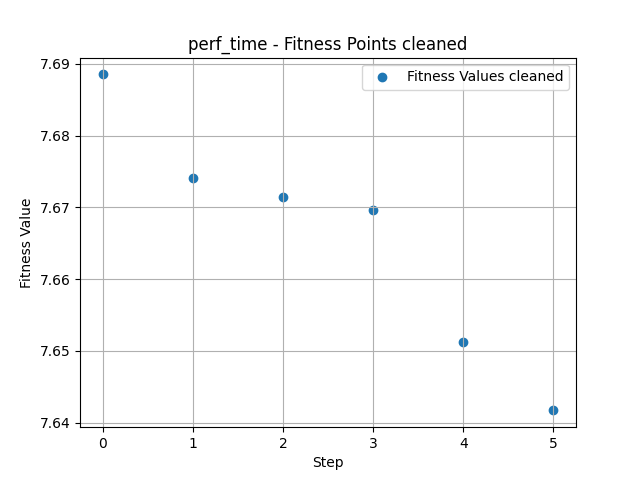 perf_time - Fitness Points cleaned
Fitness Values cleaned
Fitness Value
7.69
7.68
7.67
7.66
7.65
7.64
0 1 2 3 4 5
Step